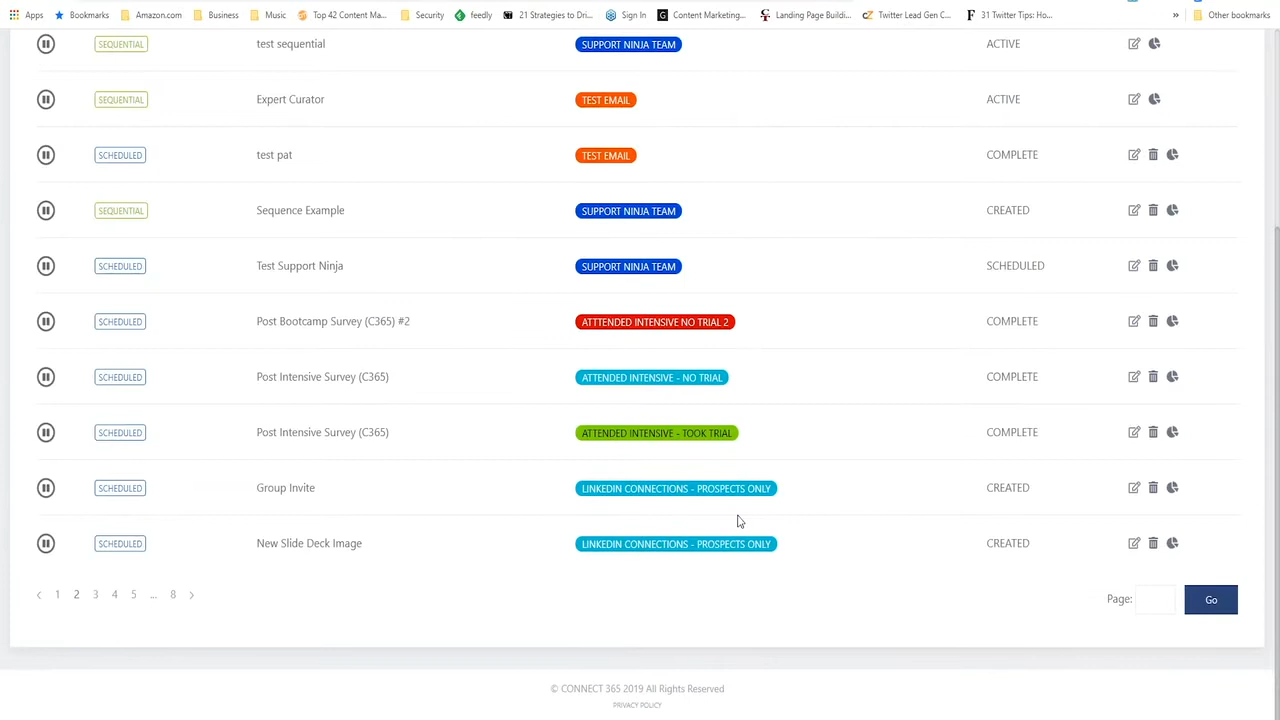 Apps Bookmarks Amazon.com Business Music Top 42 Content Ma... Security feedly 21 Strategies to Dri... Sign In Content Marketing... Landing Page Buildi... Twitter Lead Gen C... 31 Twitter Tips: Ho... » Other bookmarks
SEQUENTIAL test sequential SUPPORT NINJA TEAM ACTIVE
SEQUENTIAL Expert Curator TEST EMAIL ACTIVE
SCHEDULED test pat TEST EMAIL COMPLETE
SEQUENTIAL Sequence Example SUPPORT NINJA TEAM CREATED
SCHEDULED Test Support Ninja SUPPORT NINJA TEAM SCHEDULED
SCHEDULED Post Bootcamp Survey (C365) #2 ATTTENDED INTENSIVE NO TRIAL 2 COMPLETE
SCHEDULED Post Intensive Survey (C365) ATTENDED INTENSIVE - NO TRIAL COMPLETE
SCHEDULED Post Intensive Survey (C365) ATTENDED INTENSIVE - TOOK TRIAL COMPLETE
SCHEDULED Group Invite LINKEDIN CONNECTIONS - PROSPECTS ONLY CREATED
SCHEDULED New Slide Deck Image LINKEDIN CONNECTIONS - PROSPECTS ONLY CREATED
‹ 1 2 3 4 5 ... 8 › Page: Go
© CONNECT 365 2019 All Rights Reserved
PRIVACY POLICY